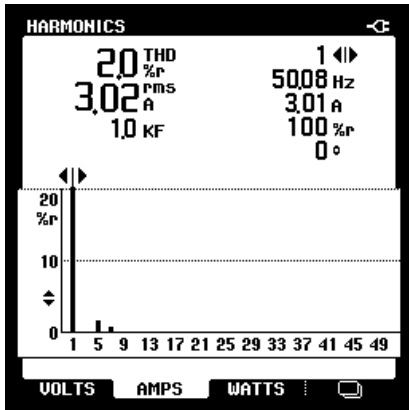 HARMONICS
2.0 THD %r
3.02 rms A
1.0 KF
1
50.08 Hz
3.01 A
100 %r
0 °
20
%r
10
0
1 5 9 13 17 21 25 29 33 37 41 45 49
VOLTS AMPS WATTS